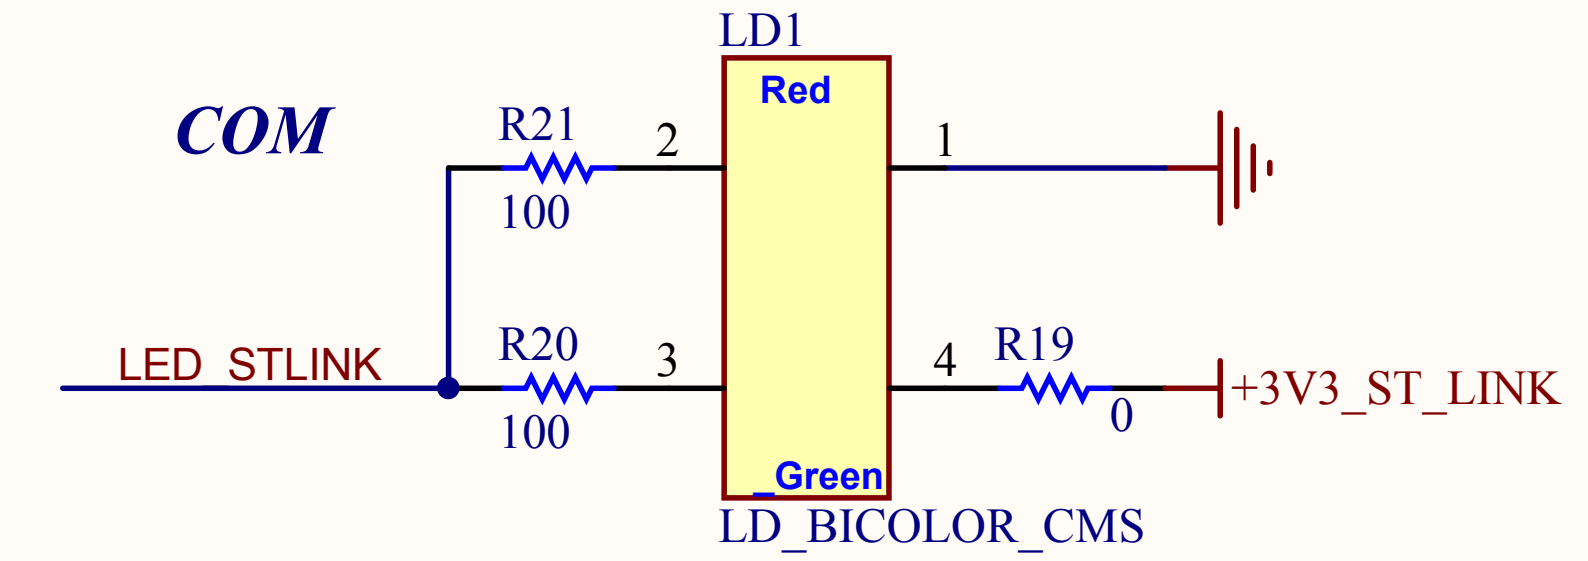 LD1
Red
COM
R21
2
1
100
LED_STLINK
R20
3
4
R19
+3V3_ST_LINK
100
0
_Green
LD_BICOLOR_CMS